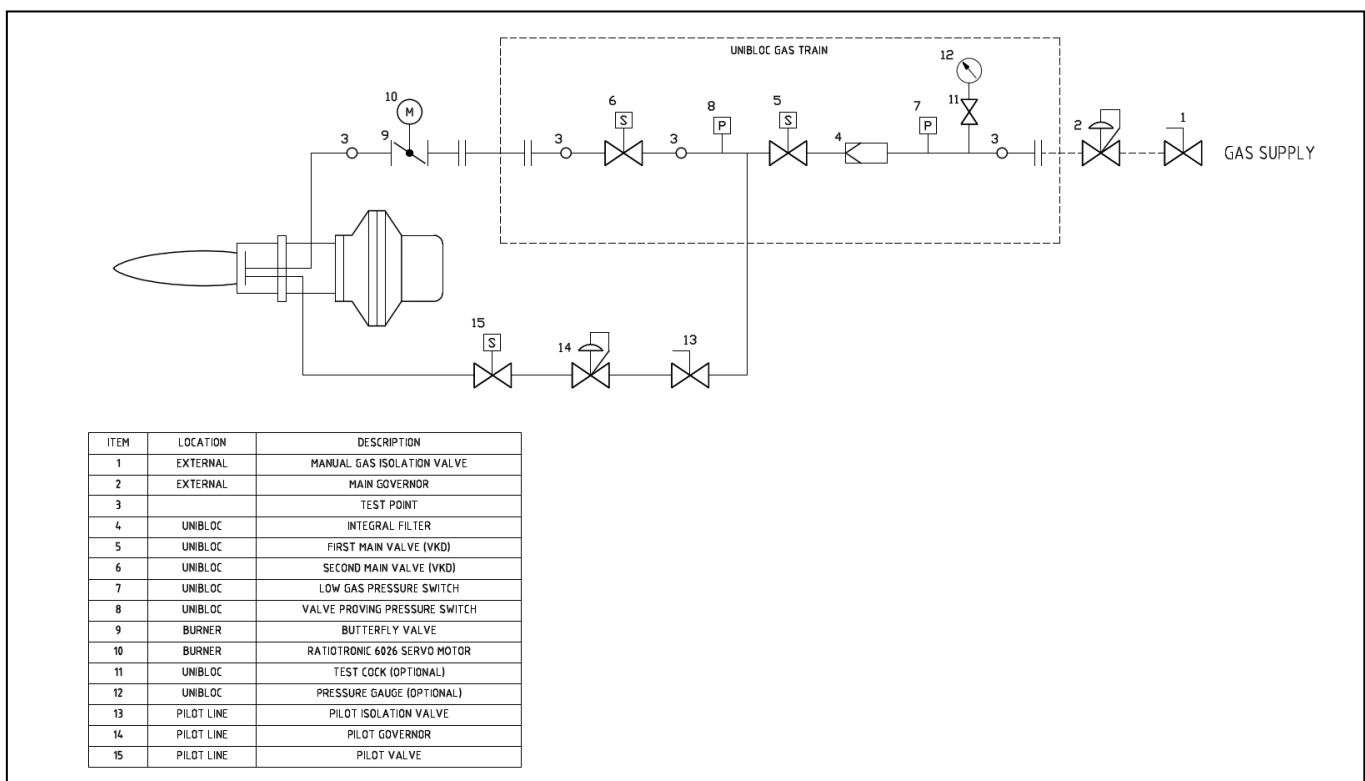 UNIBLOC GAS TRAIN
12
10
6
8
5
7
11
2
1
3
9
3
3
4
3
M
S
P
S
P
GAS SUPPLY
15
14
13
S
ITEM LOCATION DESCRIPTION
1 EXTERNAL MANUAL GAS ISOLATION VALVE
2 EXTERNAL MAIN GOVERNOR
3 TEST POINT
4 UNIBLOC INTEGRAL FILTER
5 UNIBLOC FIRST MAIN VALVE (VKD)
6 UNIBLOC SECOND MAIN VALVE (VKD)
7 UNIBLOC LOW GAS PRESSURE SWITCH
8 UNIBLOC VALVE PROVING PRESSURE SWITCH
9 BURNER BUTTERFLY VALVE
10 BURNER RATIOTRONIC 6026 SERVO MOTOR
11 UNIBLOC TEST COCK (OPTIONAL)
12 UNIBLOC PRESSURE GAUGE (OPTIONAL)
13 PILOT LINE PILOT ISOLATION VALVE
14 PILOT LINE PILOT GOVERNOR
15 PILOT LINE PILOT VALVE